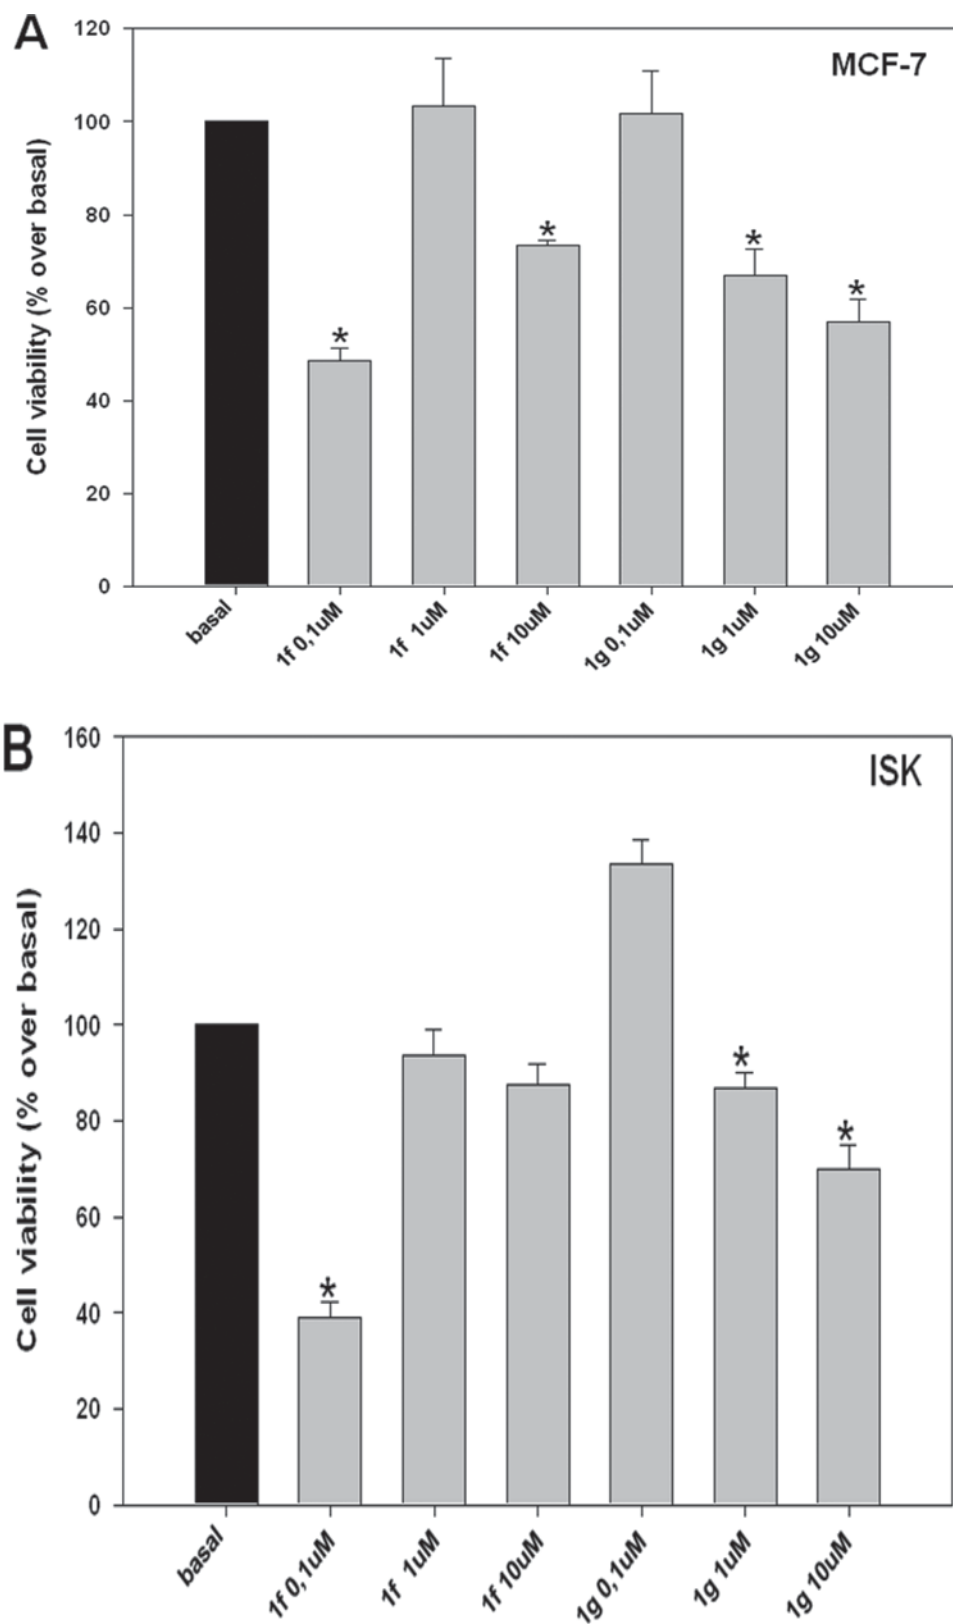 A
MCF-7
Cell viability (% over basal)
120
100
80
60
40
20
0
*
*
*
*
basal
1f 0,1uM
1f 1uM
1f 10uM
1g 0,1uM
1g 1uM
1g 10uM
B
ISK
Cell viability (% over basal)
160
140
120
100
80
60
40
20
0
*
*
*
basal
1f 0,1uM
1f 1uM
1f 10uM
1g 0,1uM
1g 1uM
1g 10uM